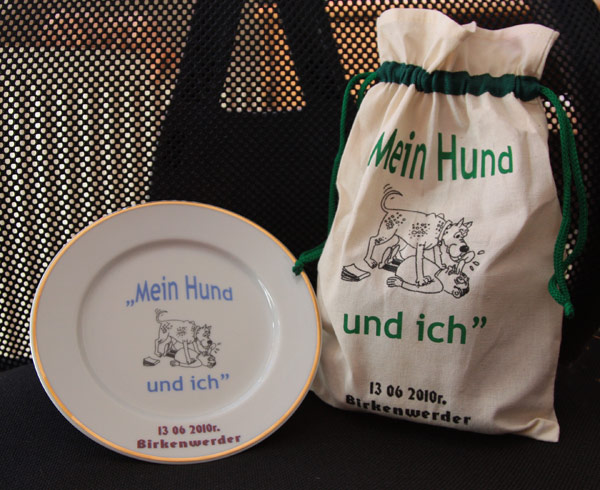 „Mein Hund
und ich”
13 06 2010r.
Birkenwerder
Mein Hund
und ich”
13 06 2010r.
Birkenwerder